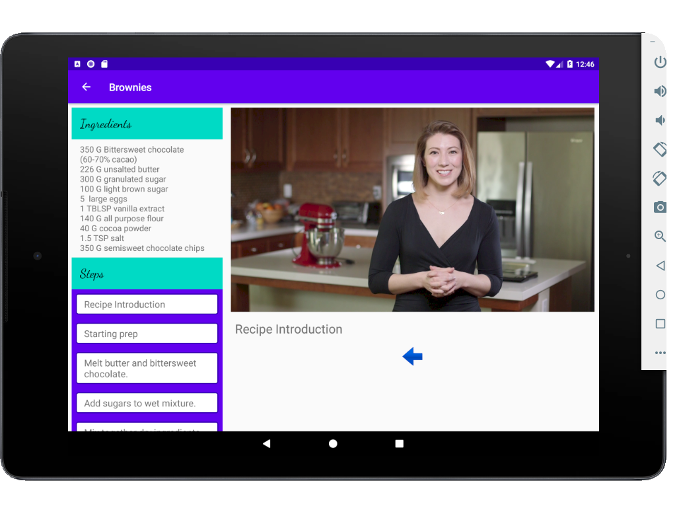 12:46
Brownies
Ingredients
350 G Bittersweet chocolate
(60-70% cacao)
226 G unsalted butter
300 G granulated sugar
100 G light brown sugar
5 large eggs
1 TBLSP vanilla extract
140 G all purpose flour
40 G cocoa powder
1.5 TSP salt
350 G semisweet chocolate chips
Steps
Recipe Introduction
Starting prep
Melt butter and bittersweet
chocolate.
Add sugars to wet mixture.
Recipe Introduction